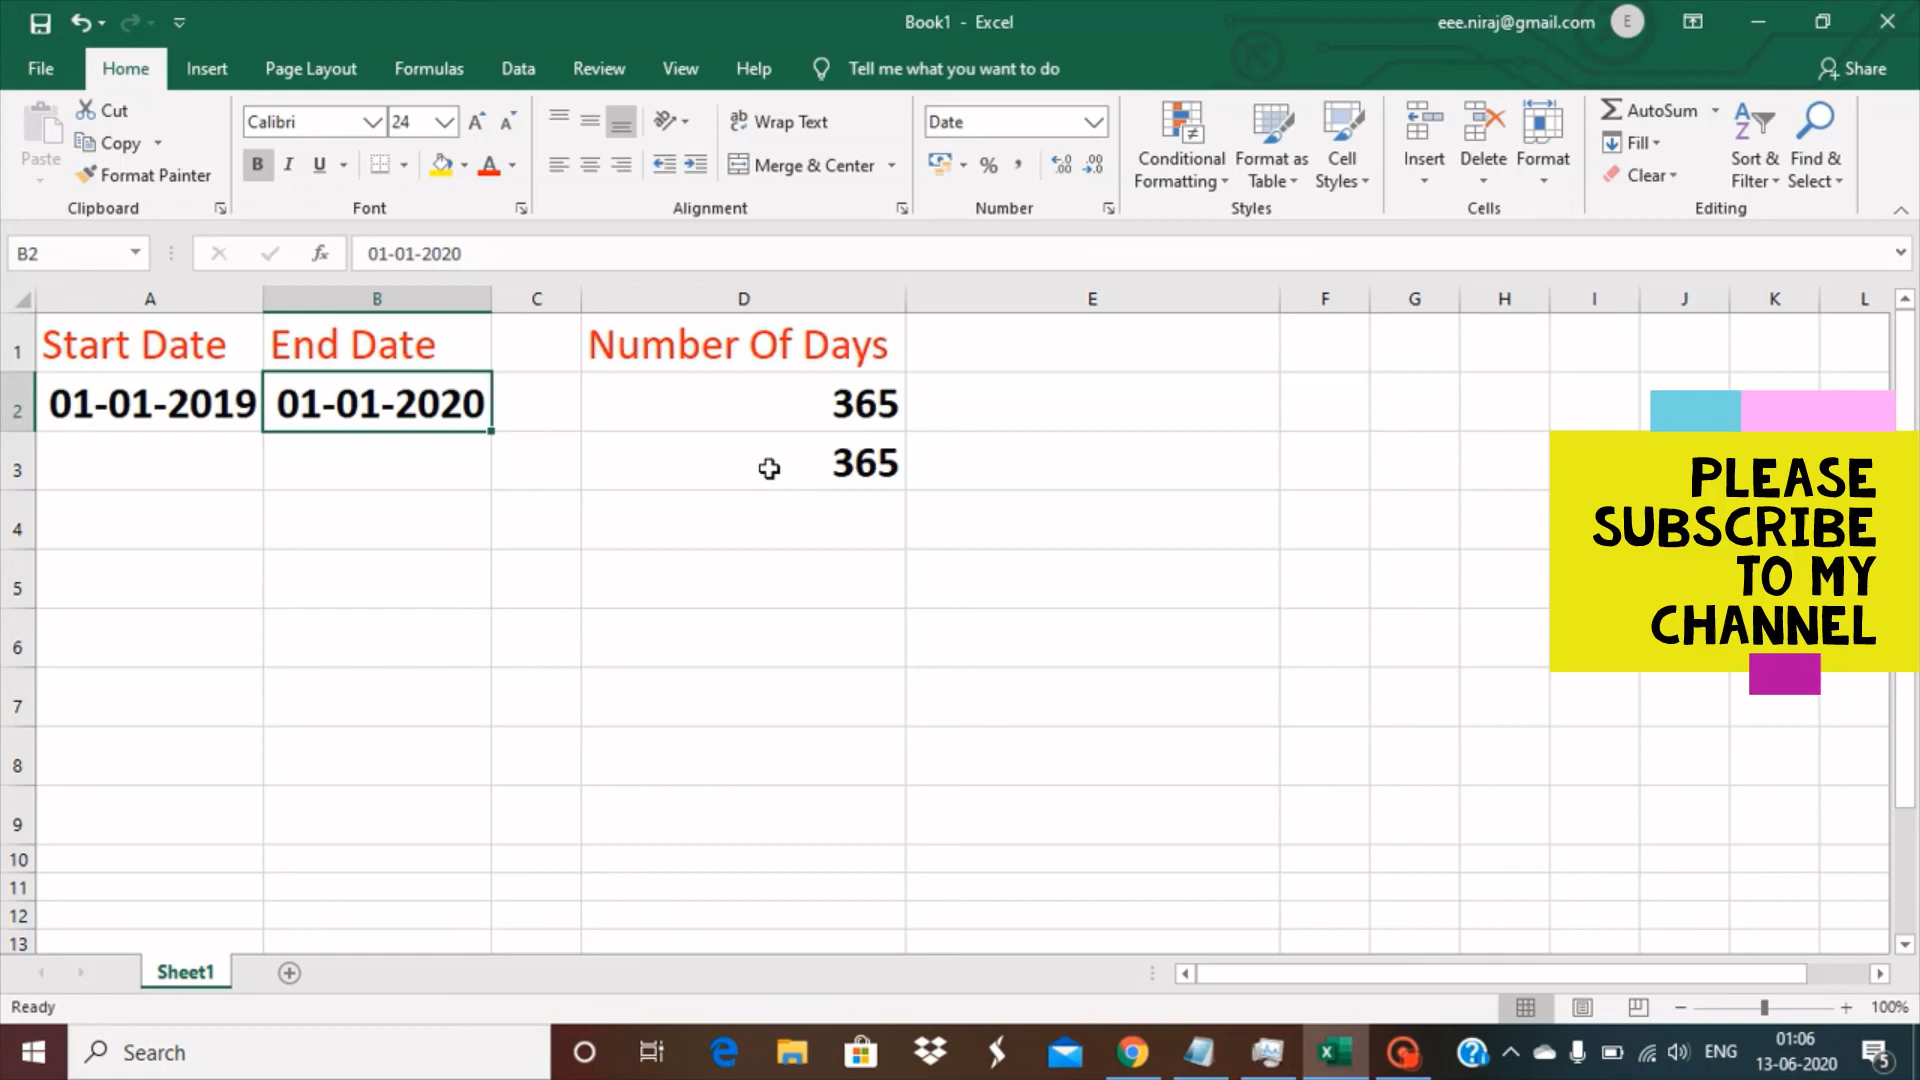 Book1 - Excel
eee.niraj@gmail.com
E
File
Home
Insert
Page Layout
Formulas
Data
Review
View
Help
Tell me what you want to do
Share
Paste
Cut
Copy
Format Painter
Clipboard
Calibri
24
B I U
Font
Wrap Text
Merge & Center
Alignment
Date
Number
Conditional
Formatting
Format as
Table
Cell
Styles
Styles
Insert
Delete
Format
Cells
AutoSum
Fill
Clear
Sort &
Filter
Find &
Select
Editing
B2
fx
01-01-2020
A B C D E F G H I J K L
1 Start Date End Date Number Of Days
2 01-01-2019 01-01-2020 365
3 365
4
5
6
7
8
9
10
11
12
13
PLEASE
SUBSCRIBE
TO MY
CHANNEL
Sheet1
Ready
100%
Search
ENG
01:06
13-06-2020
5